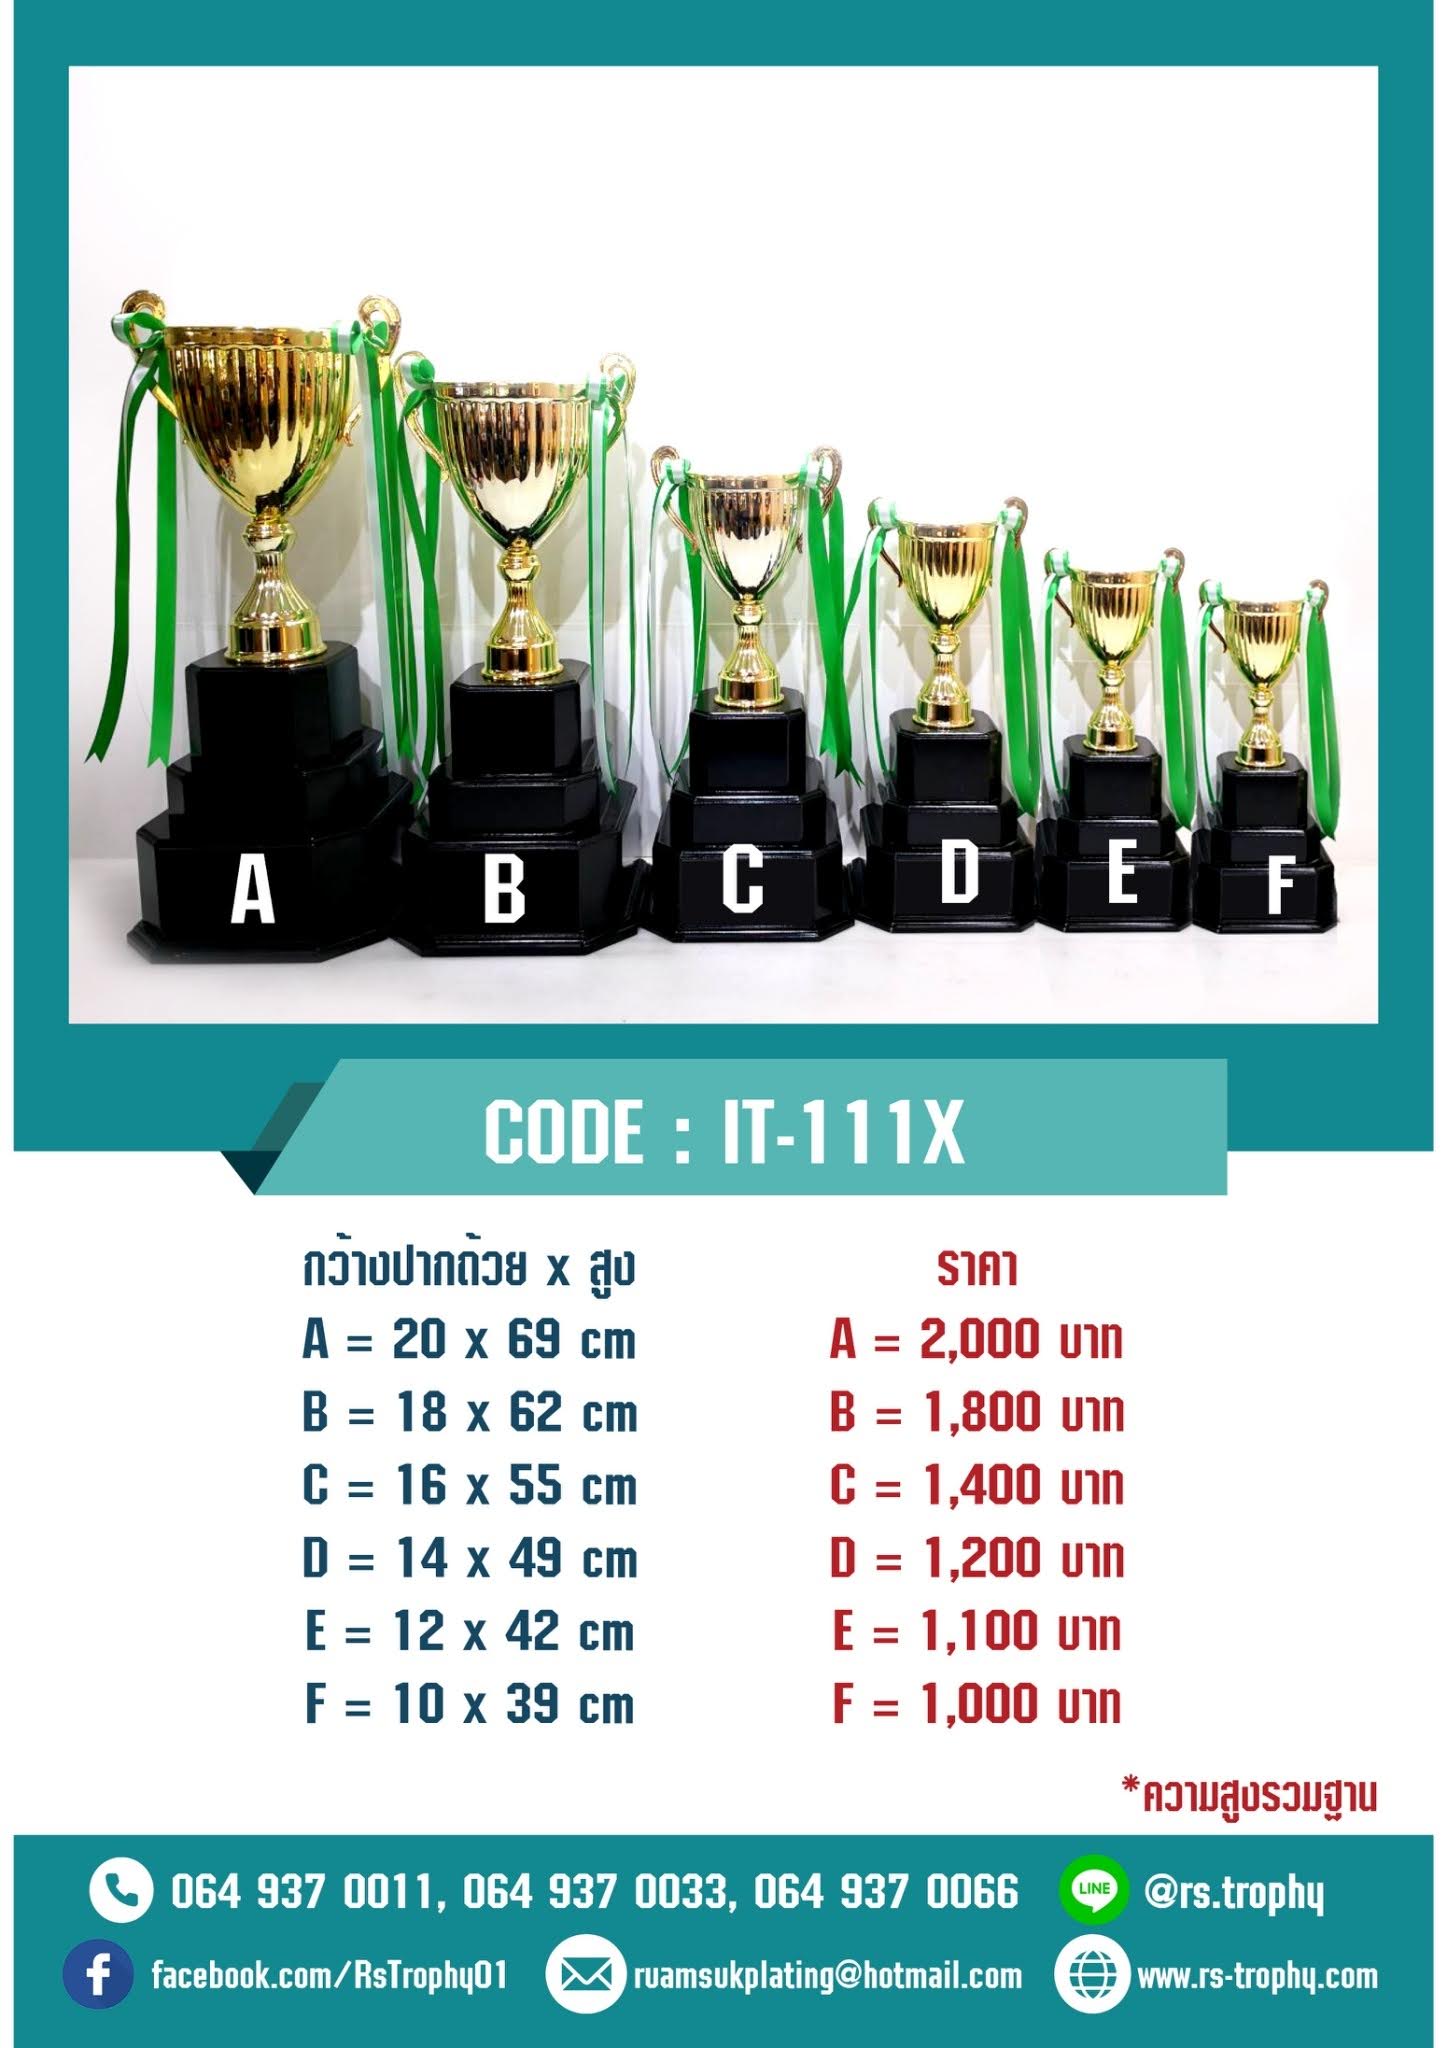 A B C D E F
CODE : IT-111X
กว้างปากถ้วย x สูง
A = 20 x 69 cm
B = 18 x 62 cm
C = 16 x 55 cm
D = 14 x 49 cm
E = 12 x 42 cm
F = 10 x 39 cm
ราคา
A = 2,000 บาท
B = 1,800 บาท
C = 1,400 บาท
D = 1,200 บาท
E = 1,100 บาท
F = 1,000 บาท
*ความสูงรวมฐาน
064 937 0011, 064 937 0033, 064 937 0066 LINE @rs.trophy
f facebook.com/RsTrophy01 ruamsukplating@hotmail.com www.rs-trophy.com